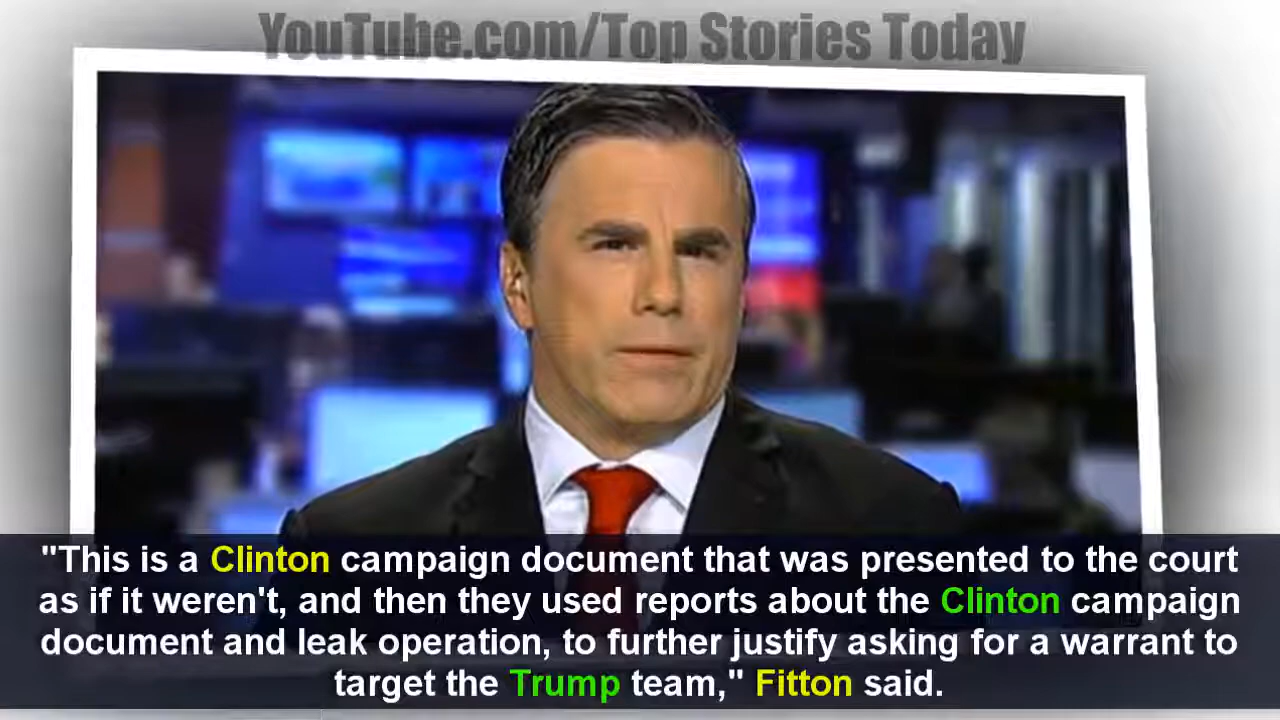 YouTube.com/Top Stories Today
"This is a Clinton campaign document that was presented to the court
as if it weren't, and then they used reports about the Clinton campaign
document and leak operation, to further justify asking for a warrant to
target the Trump team," Fitton said.